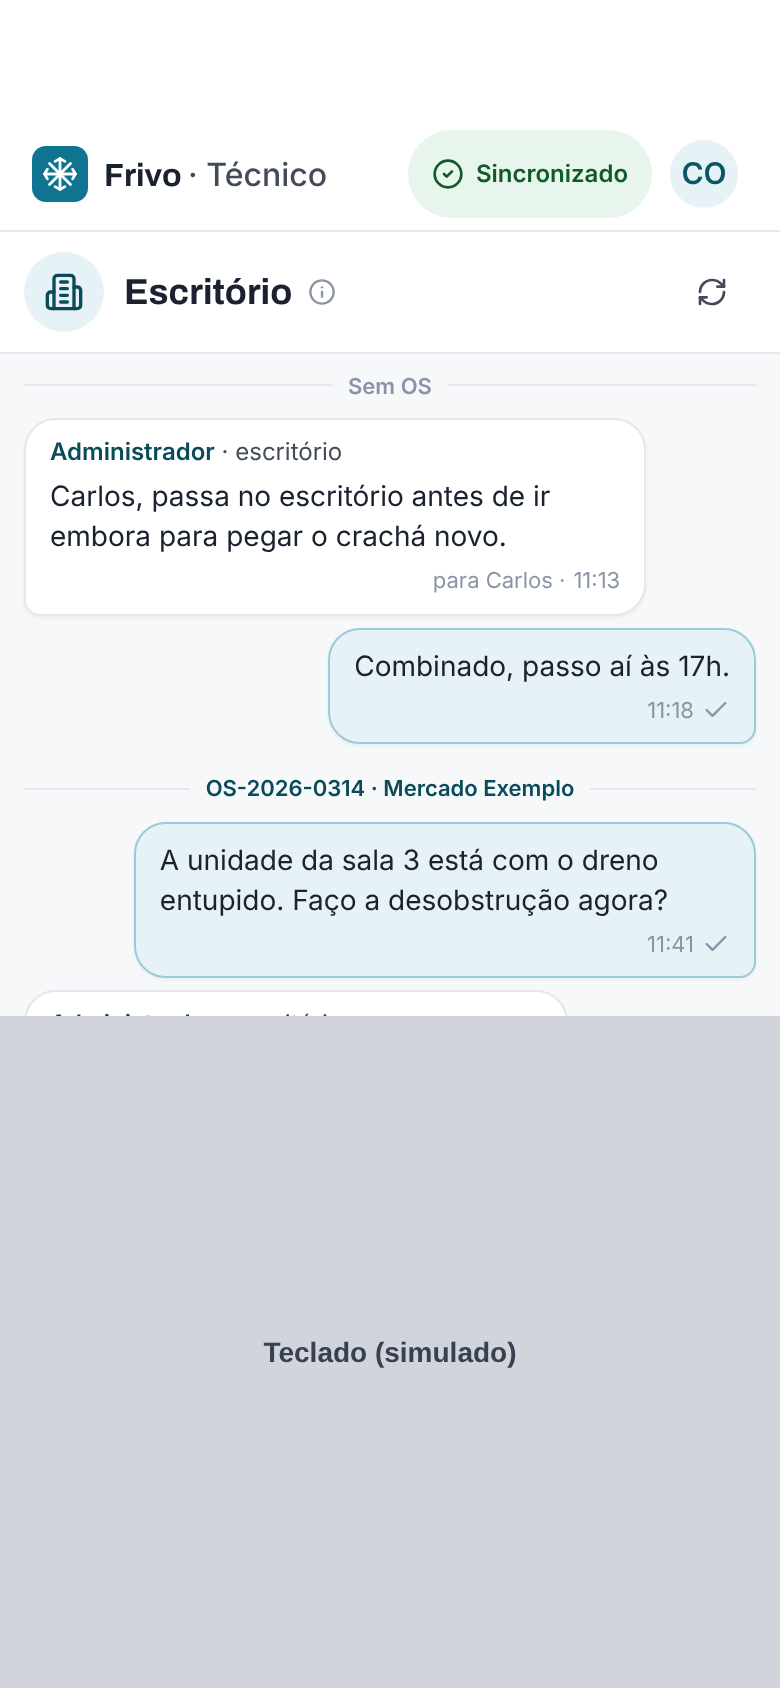 Frivo · Técnico
Sincronizado
CO
Escritório
Sem OS
Administrador · escritório
Carlos, passa no escritório antes de ir
embora para pegar o crachá novo.
para Carlos · 11:13
Combinado, passo aí às 17h.
11:18
OS-2026-0314 · Mercado Exemplo
A unidade da sala 3 está com o dreno
entupido. Faço a desobstrução agora?
11:41
Teclado (simulado)